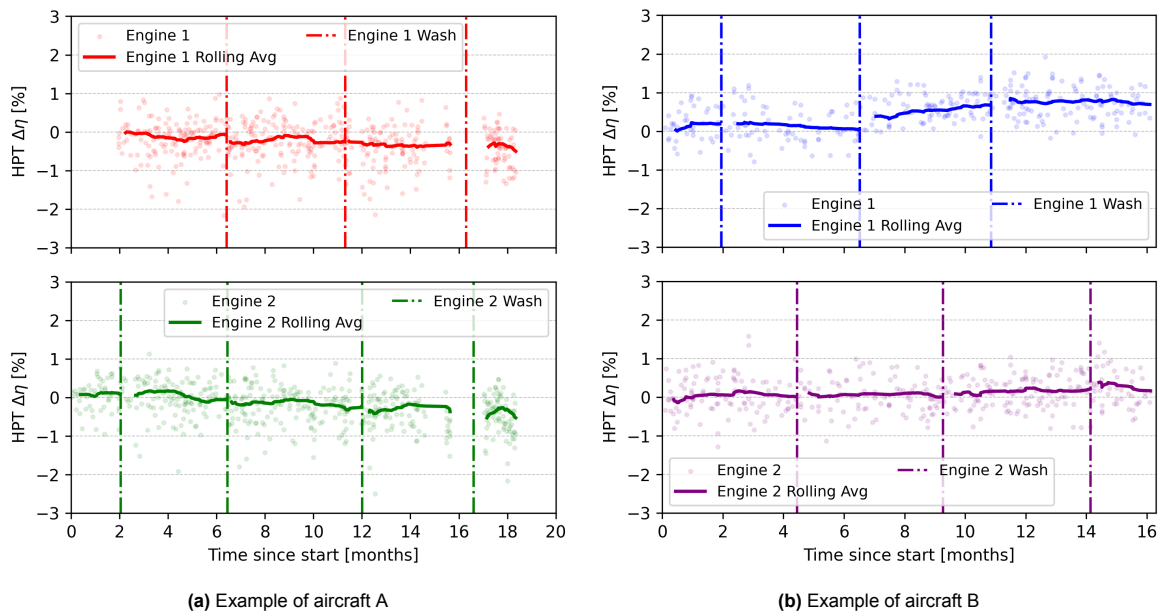 3
2
1
0
−1
−2
−3
HPT Δη [%]
Engine 1
Engine 1 Rolling Avg
Engine 1 Wash
3
2
1
0
−1
−2
−3
HPT Δη [%]
Engine 2
Engine 2 Rolling Avg
Engine 2 Wash
0 2 4 6 8 10 12 14 16 18 20
Time since start [months]
(a) Example of aircraft A
3
2
1
0
−1
−2
−3
HPT Δη [%]
Engine 1
Engine 1 Rolling Avg
Engine 1 Wash
3
2
1
0
−1
−2
−3
HPT Δη [%]
Engine 2
Engine 2 Rolling Avg
Engine 2 Wash
0 2 4 6 8 10 12 14 16
Time since start [months]
(b) Example of aircraft B